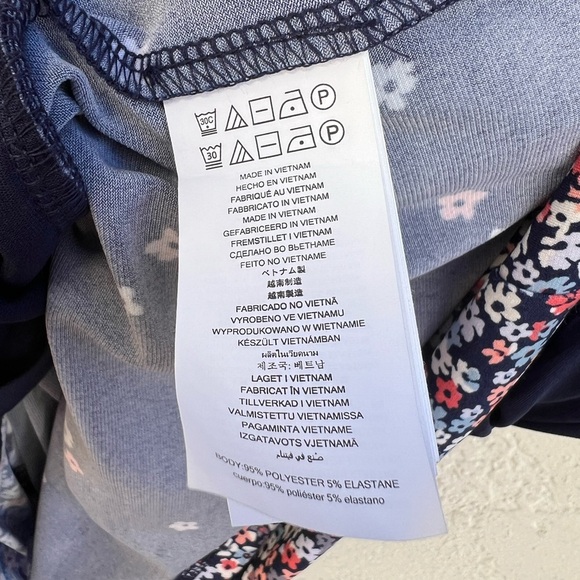 30C P
30 P
MADE IN VIETNAM
HECHO EN VIETNAM
FABRIQUÉ AU VIETNAM
FABBRICATO IN VIETNAM
MADE IN VIETNAM
GEFABRICEERD IN VIETNAM
FREMSTILLET I VIETNAM
СДЕЛАНО ВО ВЬЕТНАМЕ
FEITO NO VIETNAME
ベトナム製
越南制造
越南製造
FABRICADO NO VIETNÃ
VYROBENO VE VIETNAMU
WYPRODUKOWANO W WIETNAMIE
KÉSZÜLT VIETNÁMBAN
ผลิตในเวียดนาม
제조국: 베트남
LAGET I VIETNAM
FABRICAT ÎN VIETNAM
TILLVERKAD I VIETNAM
VALMISTETTU VIETNAMISSA
PAGAMINTA VIETNAME
IZGATAVOTS VJETNAMĀ
صُنع في فيتنام
BODY:95% POLYESTER 5% ELASTANE
cuerpo:95% poliéster 5% elastano